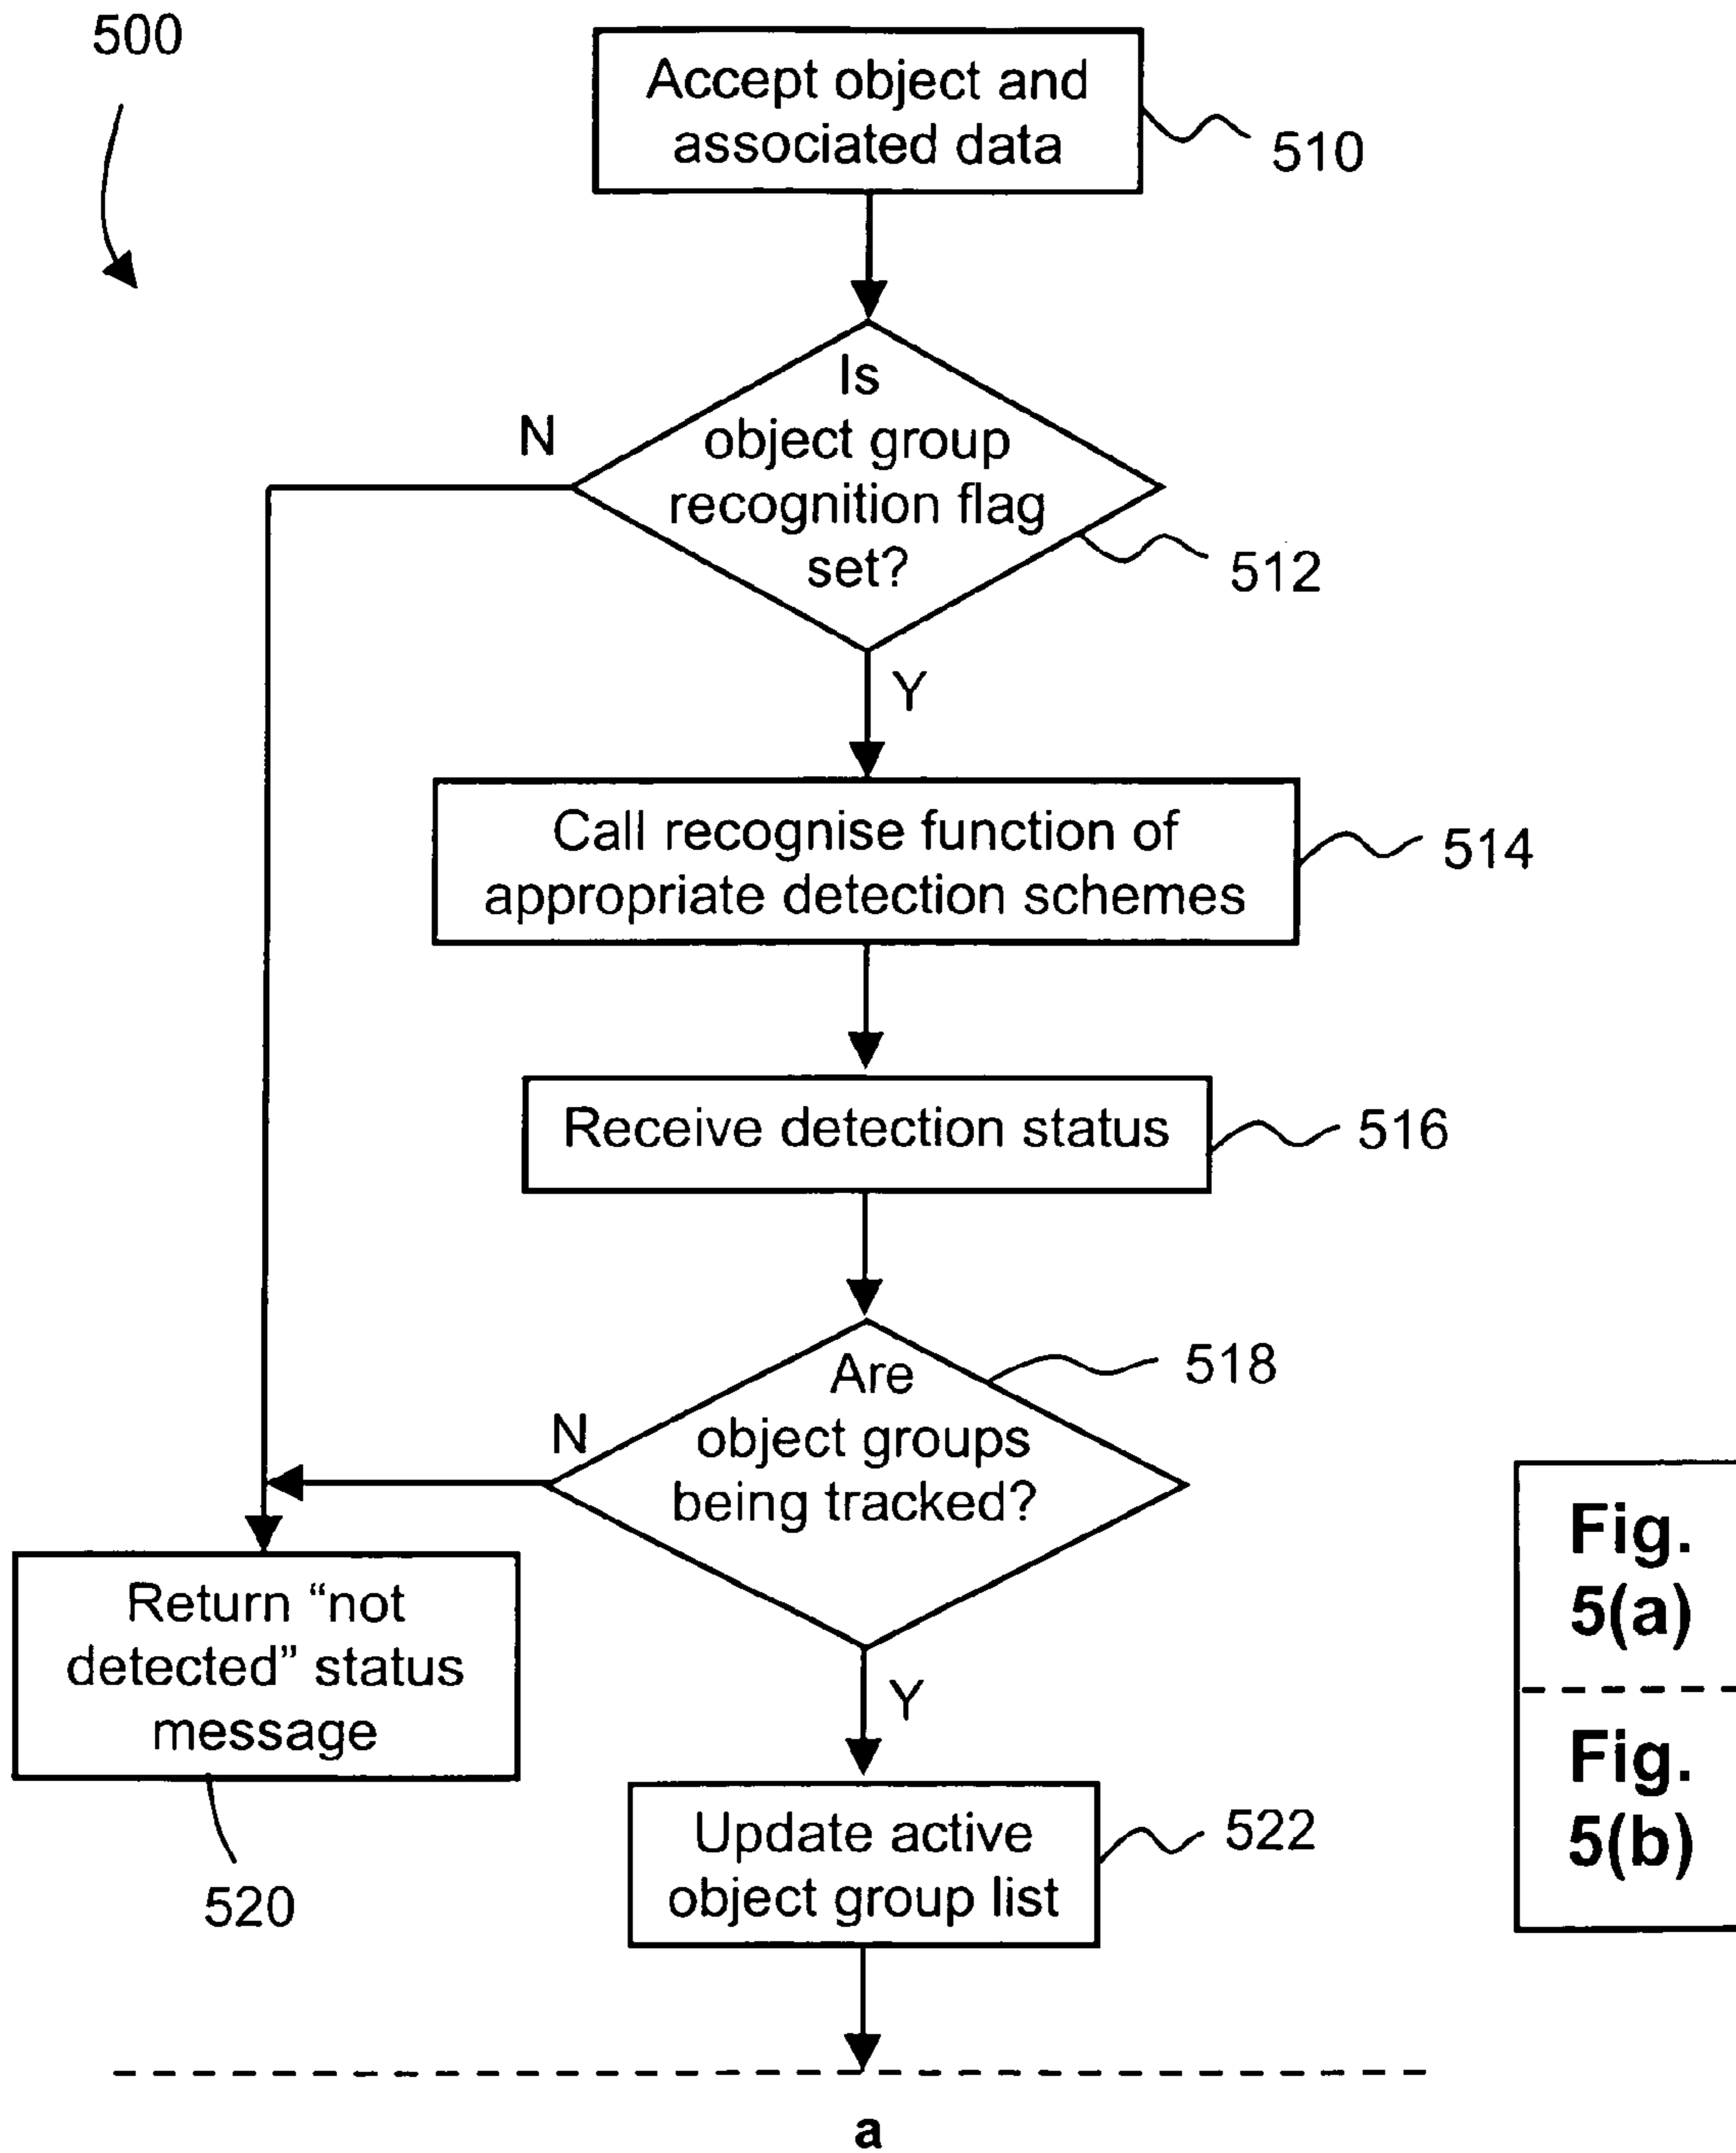 500
Accept object and
associated data
510
Is
object group
recognition flag
set?
N
512
Y
Call recognise function of
appropriate detection schemes
514
Receive detection status
516
Are
object groups
being tracked?
518
N
Return “not
detected” status
message
520
Y
Update active
object group list
522
a
Fig.
5(a)
Fig.
5(b)